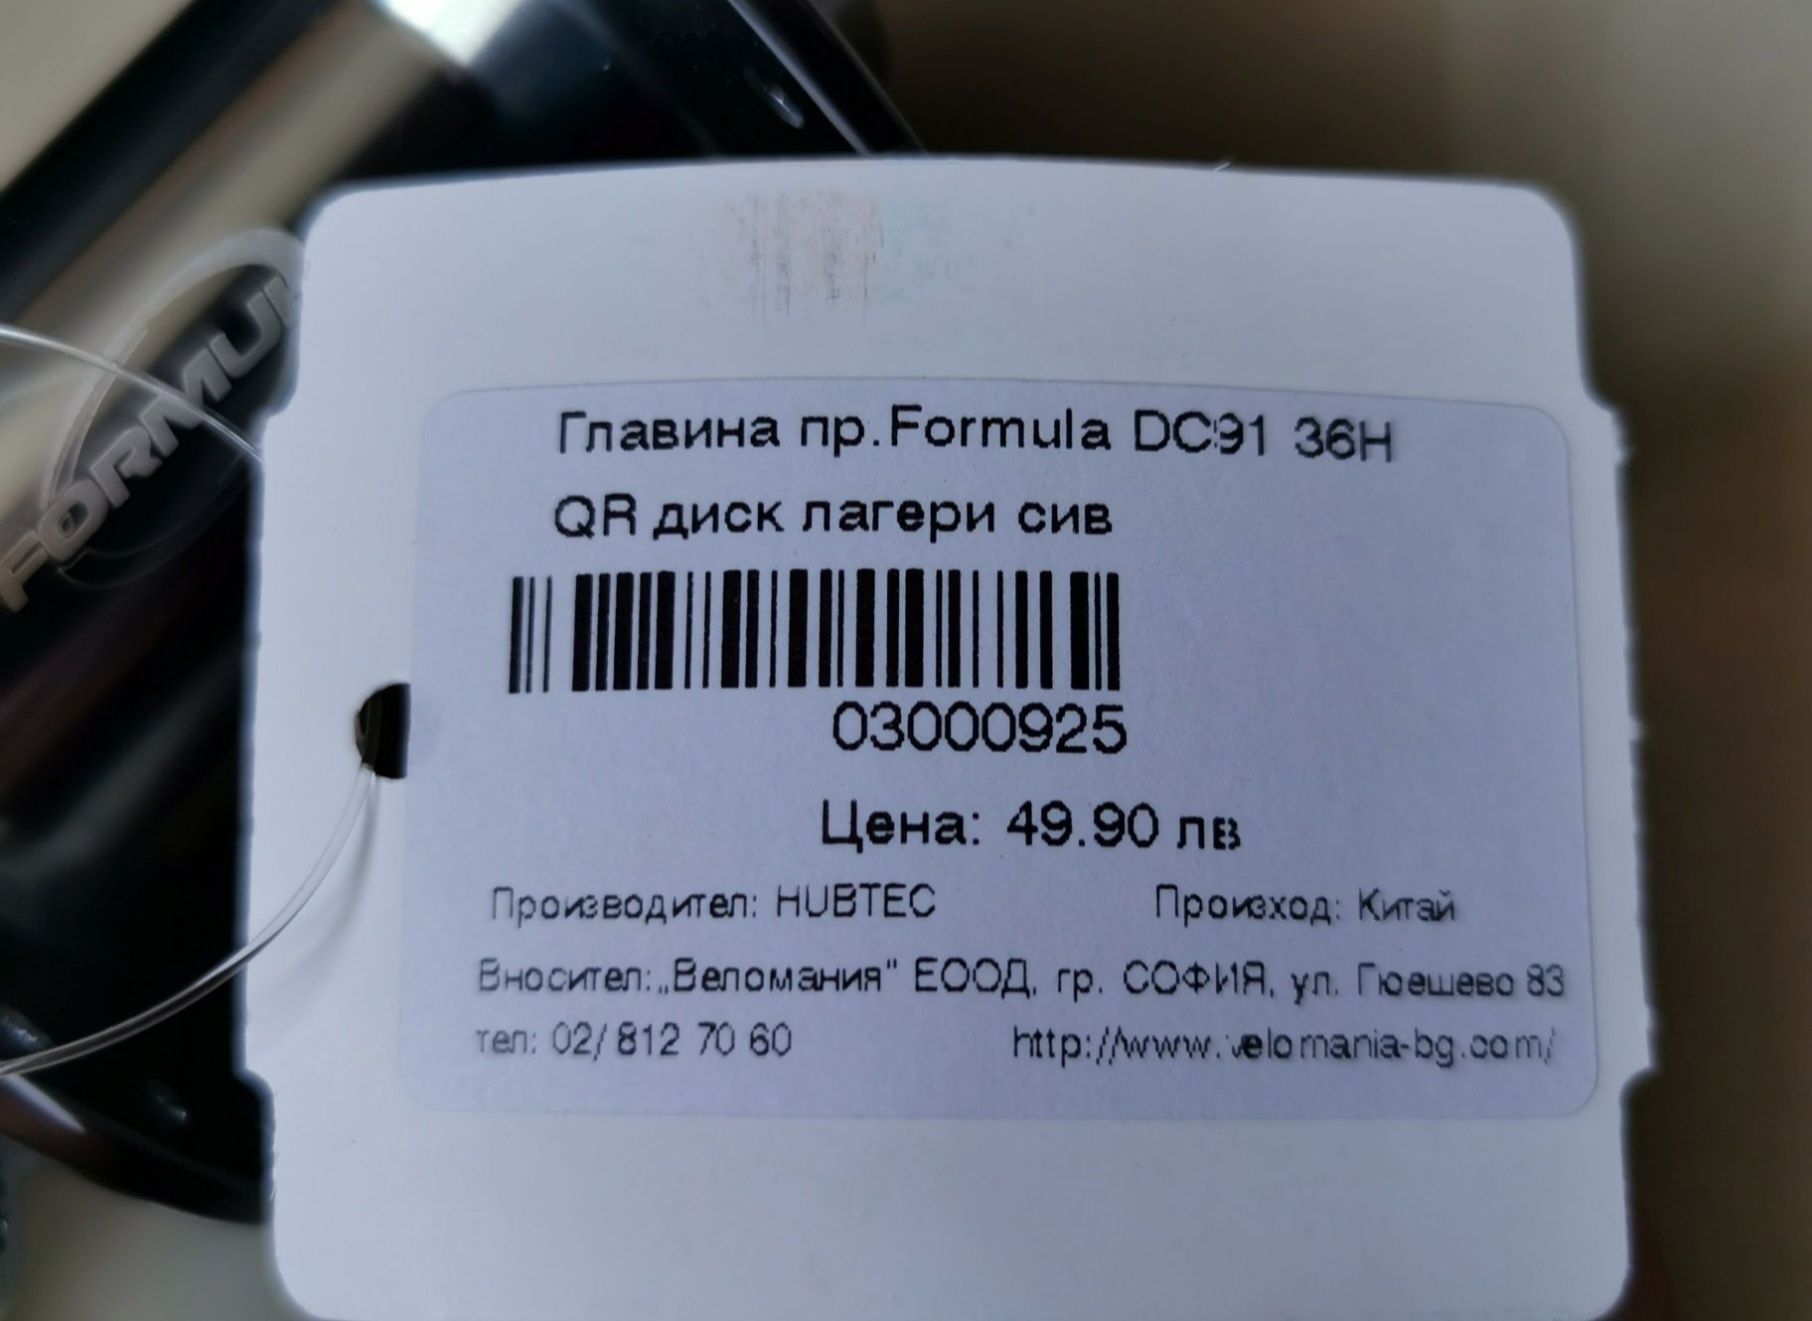 FORMU
Главина пр.Formula DC91 36H
QR диск лагери сив
03000925
Цена: 49.90 лв
Производител: HUBTEC Произход: Китай
Вносител:„Веломания" ЕООД, гр. СОФИЯ, ул. Гюешево 83
тел: 02/ 812 70 60 http://www.velomania-bg.com/